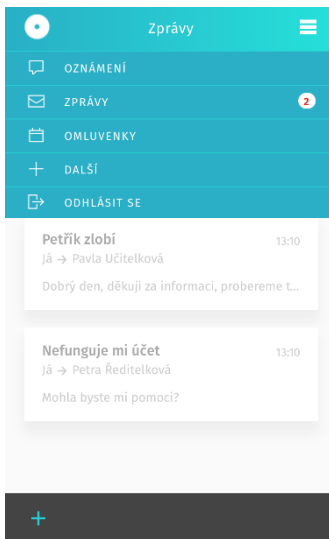 Zprávy
OZNÁMENÍ
ZPRÁVY 2
OMLUVENKY
DALŠÍ
ODHLÁSIT SE
Petřík zlobí 13:10
Já → Pavla Učitelková
Dobrý den, děkuji za informaci, probereme t...
Nefunguje mi účet 13:10
Já → Petra Ředitelková
Mohla byste mi pomoci?